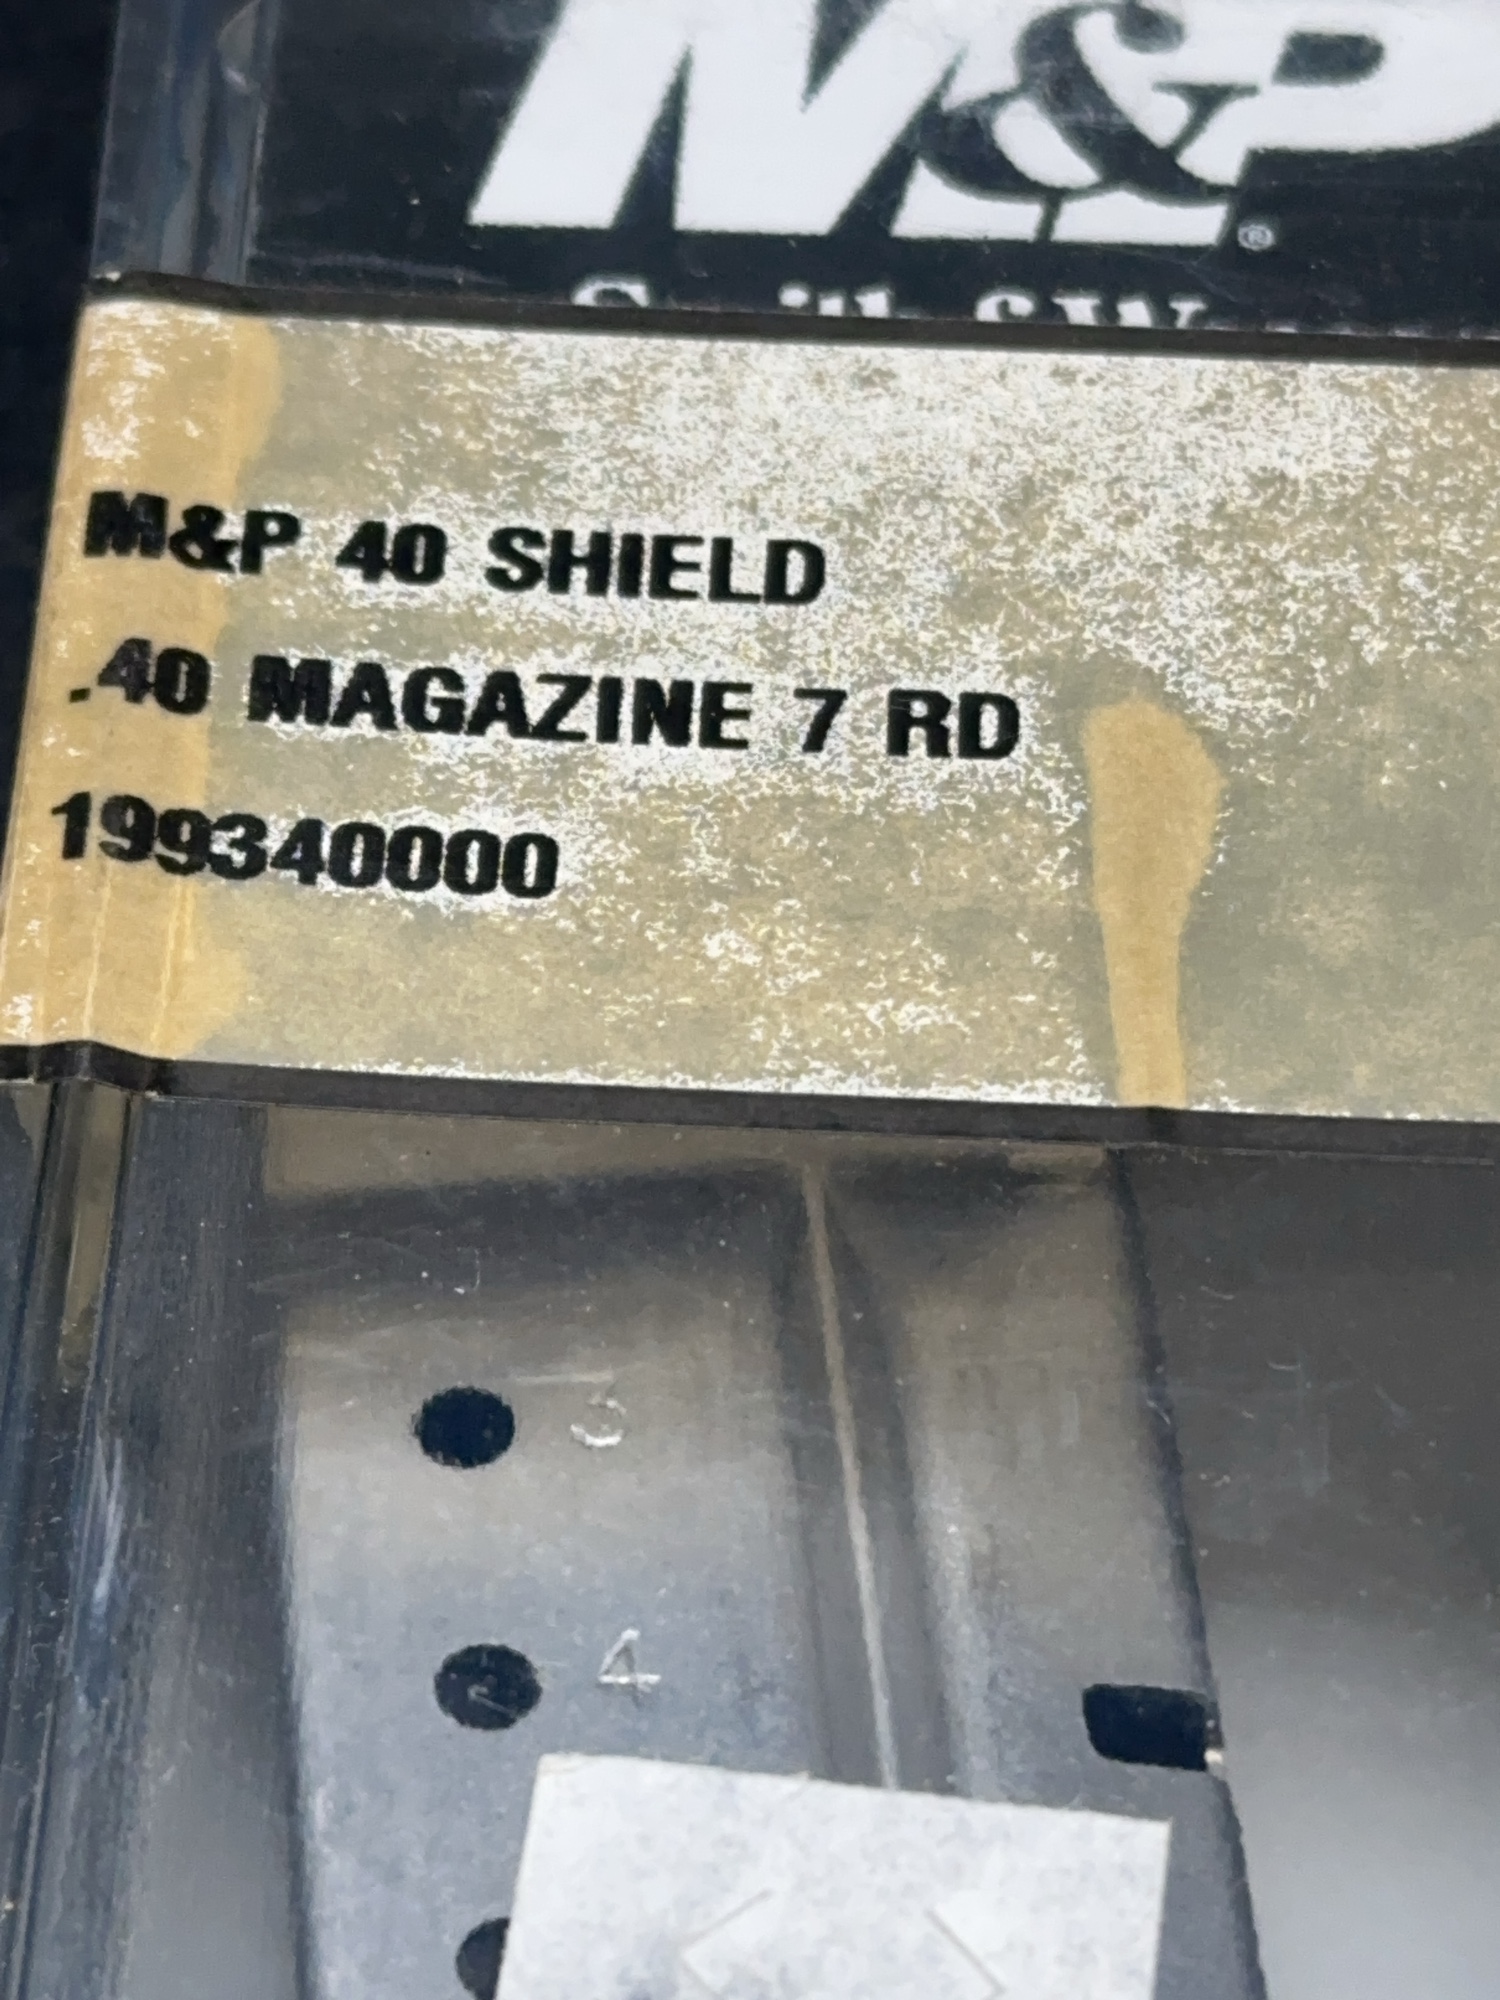 M&P®
M&P 40 SHIELD
.40 MAGAZINE 7 RD
199340000
3
4